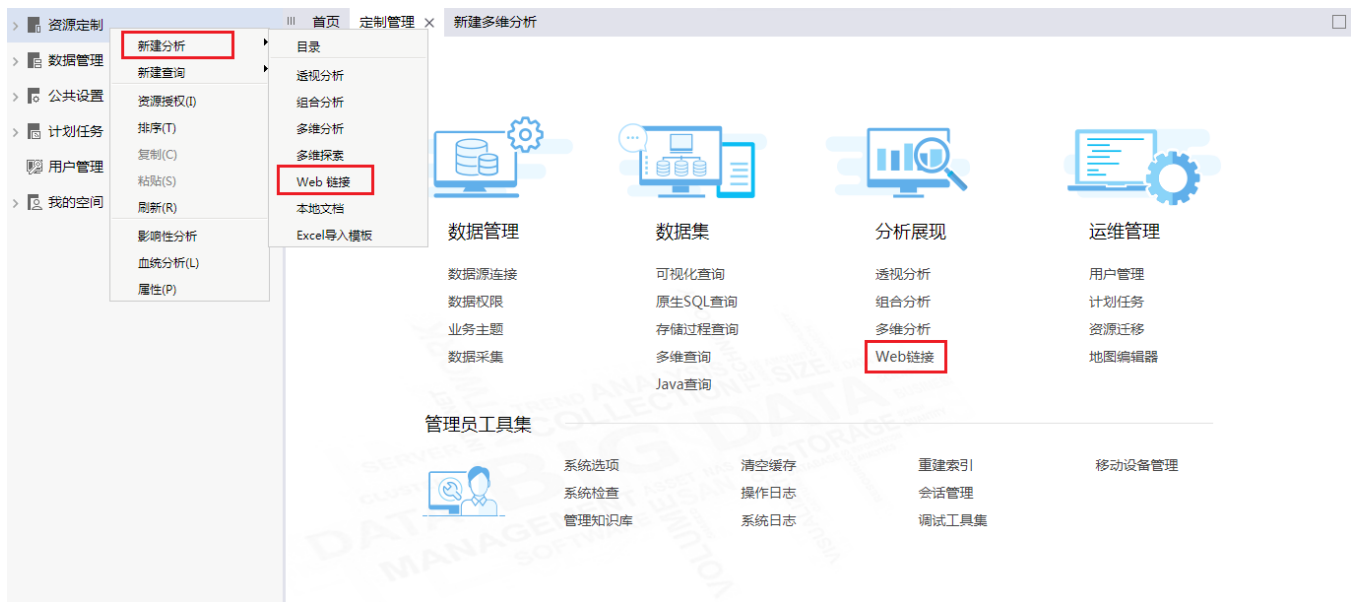 资源定制
数据管理
公共设置
计划任务
用户管理
我的空间
首页
定制管理
新建多维分析
新建分析
新建查询
资源授权(I)
排序(T)
复制(C)
粘贴(S)
刷新(R)
影响性分析
血统分析(L)
属性(P)
目录
透视分析
组合分析
多维分析
多维探索
Web 链接
本地文档
Excel导入模板
数据管理
数据源连接
数据权限
业务主题
数据采集
数据集
可视化查询
原生SQL查询
存储过程查询
多维查询
Java查询
分析展现
透视分析
组合分析
多维分析
Web链接
运维管理
用户管理
计划任务
资源迁移
地图编辑器
管理员工具集
系统选项
清空缓存
重建索引
移动设备管理
系统检查
操作日志
会话管理
管理知识库
系统日志
调试工具集
ANALYSIS
SIZE
COLLECTION
BIG DATA
SERVER
STORAGE
DATA
MANAGEMENT
SOFTWARE
VOLUME